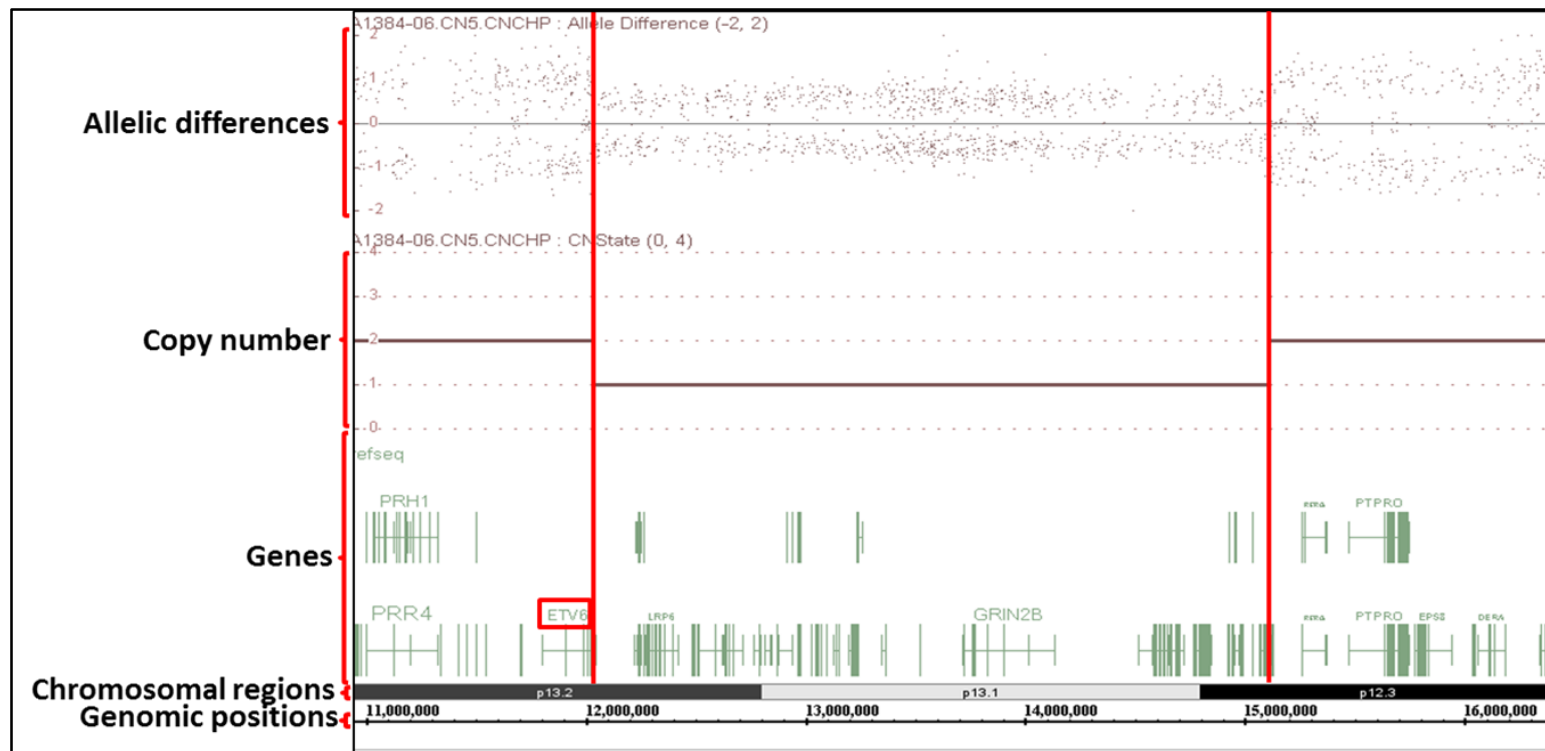 A1384-06.CN5.CNCHP : Allele Difference (-2, 2)
2
1
Allelic differences
0
-1
-2
A1384-06.CN5.CNCHP : CNState (0, 4)
4
3
Copy number
2
1
0
refseq
PRH1
PTPRO
Genes
PRR4
ETV6
LRP6
GRIN2B
PTPRO
EPS8
DERA
Chromosomal regions
p13.2
p13.1
p12.3
Genomic positions
11,000,000
12,000,000
13,000,000
14,000,000
15,000,000
16,000,000